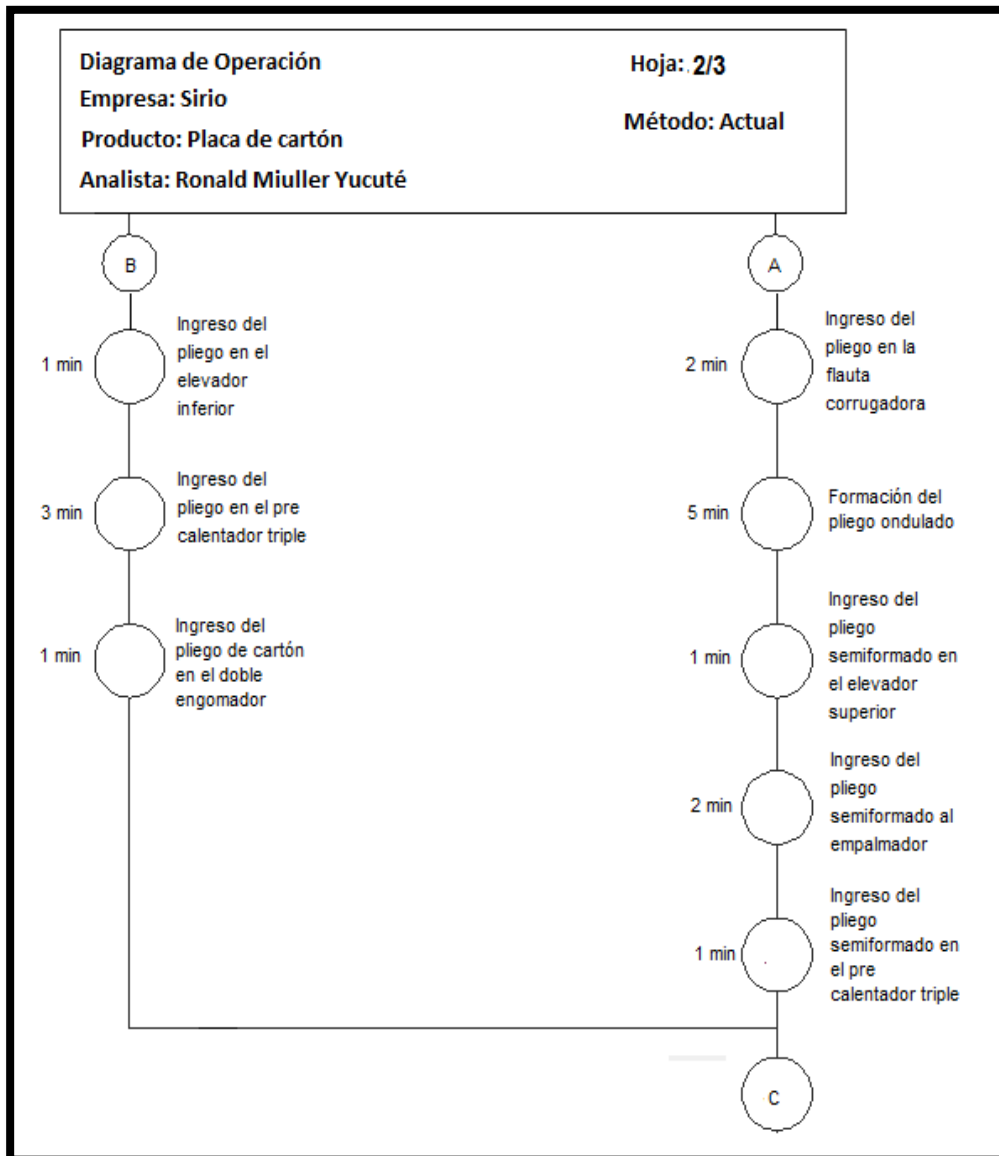 Diagrama de Operación
Hoja: 2/3
Empresa: Sirio
Método: Actual
Producto: Placa de cartón
Analista: Ronald Miuller Yucuté
B
A
1 min
Ingreso del
pliego en el
elevador
inferior
2 min
Ingreso del
pliego en la
flauta
corrugadora
3 min
Ingreso del
pliego en el pre
calentador triple
5 min
Formación del
pliego ondulado
1 min
Ingreso del
pliego de cartón
en el doble
engomador
1 min
Ingreso del
pliego
semiformado en
el elevador
superior
2 min
Ingreso del
pliego
semiformado al
empalmador
1 min
Ingreso del
pliego
semiformado en
el pre
calentador triple
C